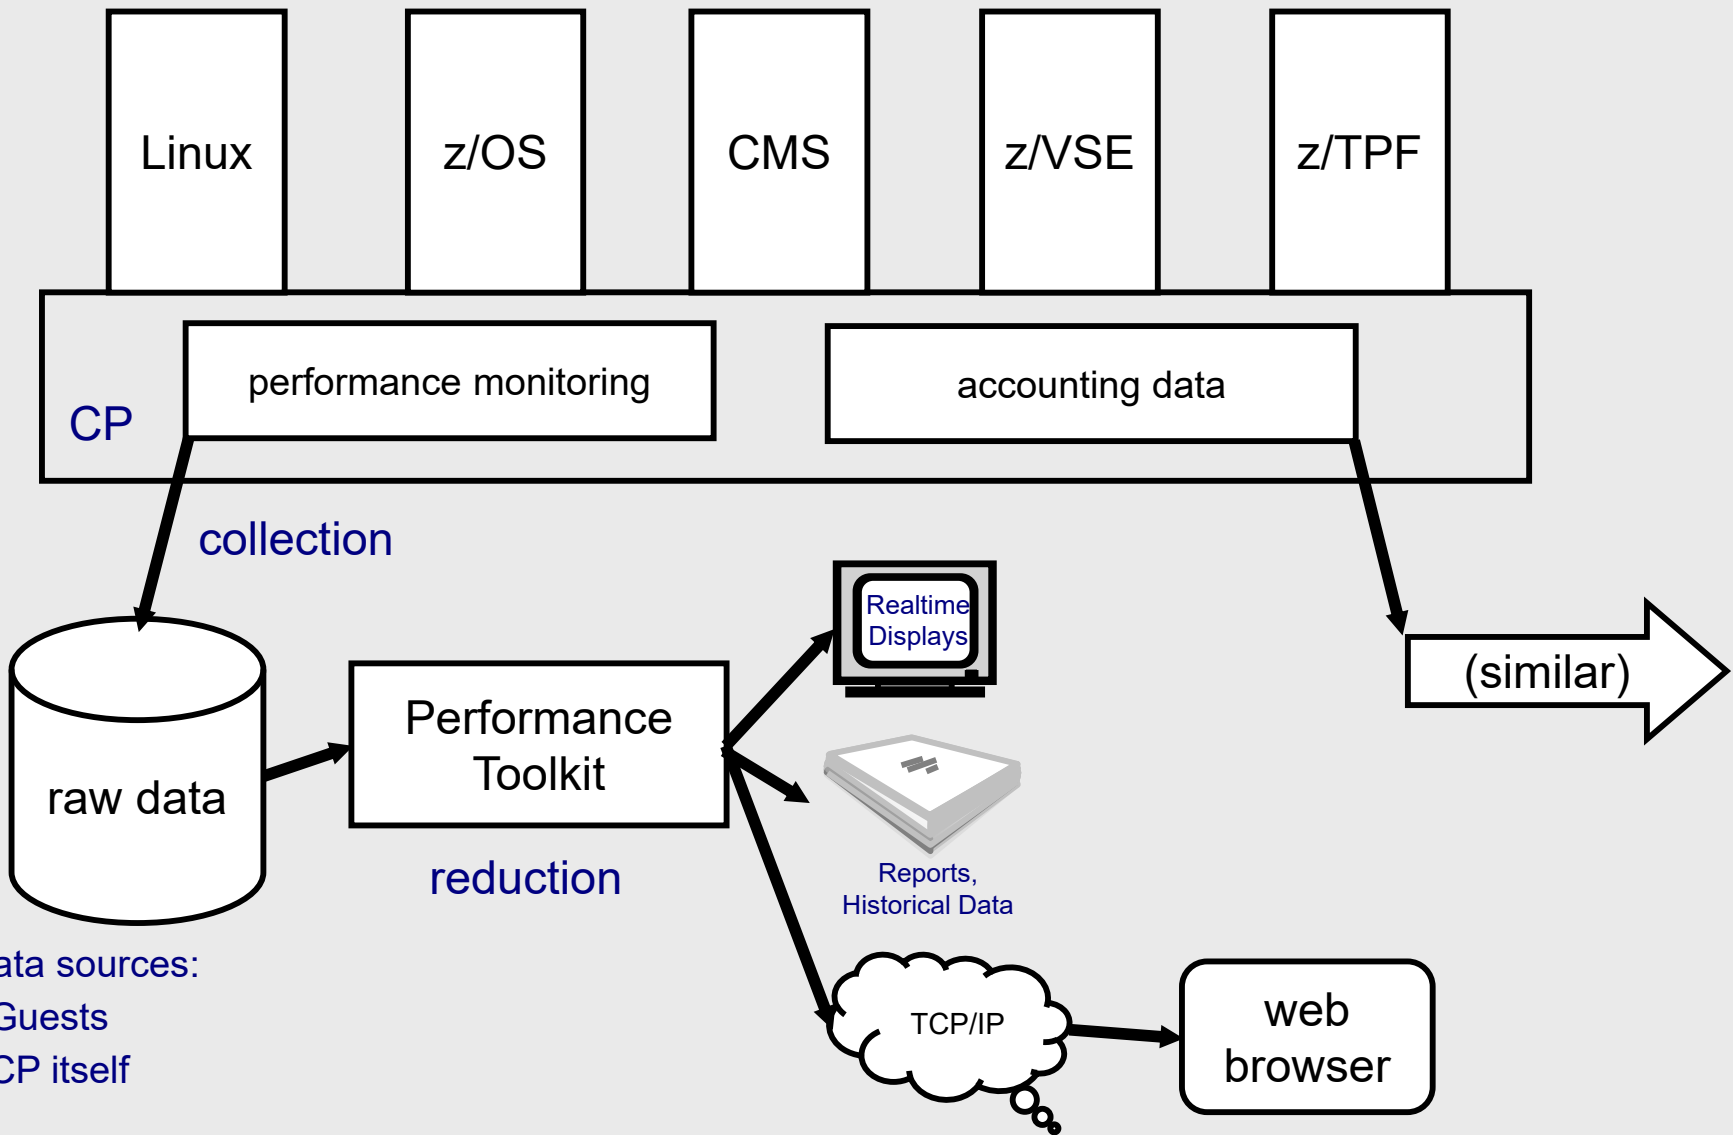 Linux
z/OS
CMS
z/VSE
z/TPF
performance monitoring
accounting data
CP
collection
Realtime
Displays
(similar)
Performance
Toolkit
raw data
reduction
Reports,
Historical Data
ata sources:
Guests
CP itself
TCP/IP
web
browser